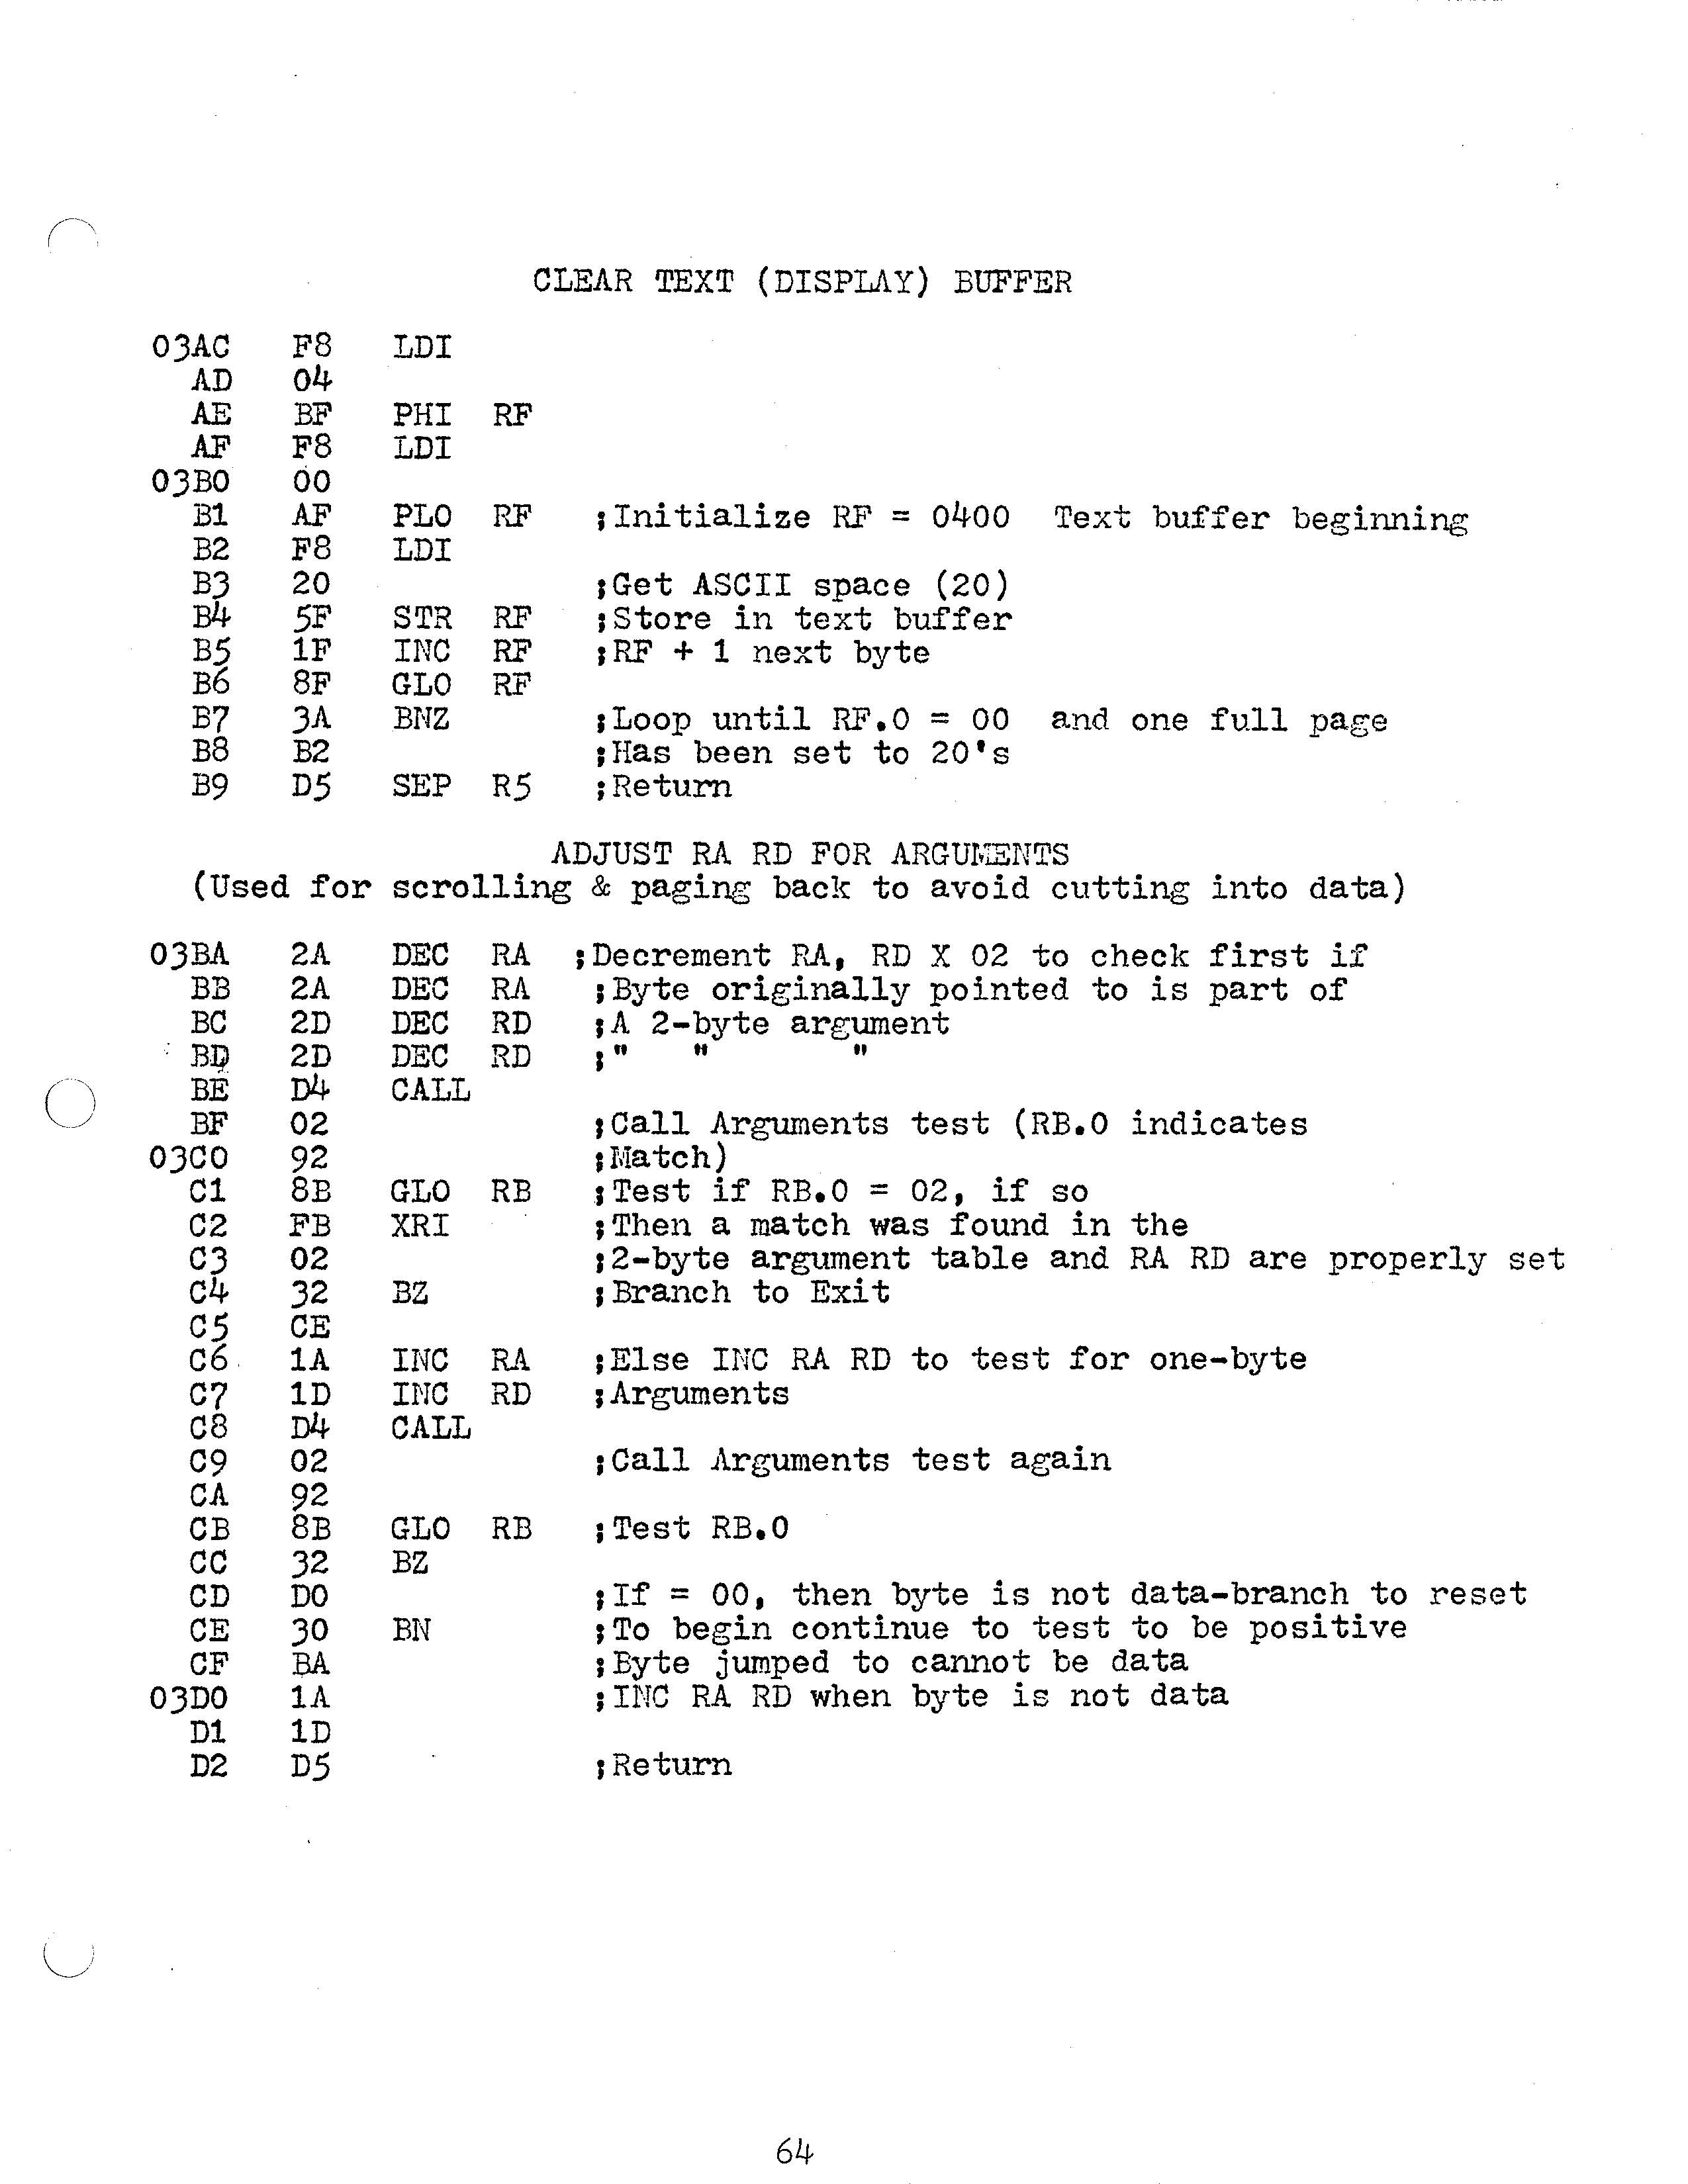 CLEAR TEXT (DISPLAY) BUFFER
03AC F8 LDI
AD 04
AE BF PHI RF
AF F8 LDI
03B0 00
B1 AF PLO RF ;Initialize RF = 0400 Text buffer beginning
B2 F8 LDI
B3 20 ;Get ASCII space (20)
B4 5F STR RF ;Store in text buffer
B5 1F INC RF ;RF + 1 next byte
B6 8F GLO RF
B7 3A BNZ ;Loop until RF.0 = 00 and one full page
B8 B2 ;Has been set to 20's
B9 D5 SEP R5 ;Return
ADJUST RA RD FOR ARGUMENTS
(Used for scrolling & paging back to avoid cutting into data)
03BA 2A DEC RA ;Decrement RA, RD X 02 to check first if
BB 2A DEC RA ;Byte originally pointed to is part of
BC 2D DEC RD ;A 2-byte argument
BD 2D DEC RD ;" " "
BE D4 CALL
BF 02 ;Call Arguments test (RB.0 indicates
03C0 92 ;Match)
C1 8B GLO RB ;Test if RB.0 = 02, if so
C2 FB XRI ;Then a match was found in the
C3 02 ;2-byte argument table and RA RD are properly set
C4 32 BZ ;Branch to Exit
C5 CE
C6 1A INC RA ;Else INC RA RD to test for one-byte
C7 1D INC RD ;Arguments
C8 D4 CALL
C9 02 ;Call Arguments test again
CA 92
CB 8B GLO RB ;Test RB.0
CC 32 BZ
CD D0 ;If = 00, then byte is not data-branch to reset
CE 30 BN ;To begin continue to test to be positive
CF BA ;Byte jumped to cannot be data
03D0 1A ;INC RA RD when byte is not data
D1 1D
D2 D5 ;Return
64